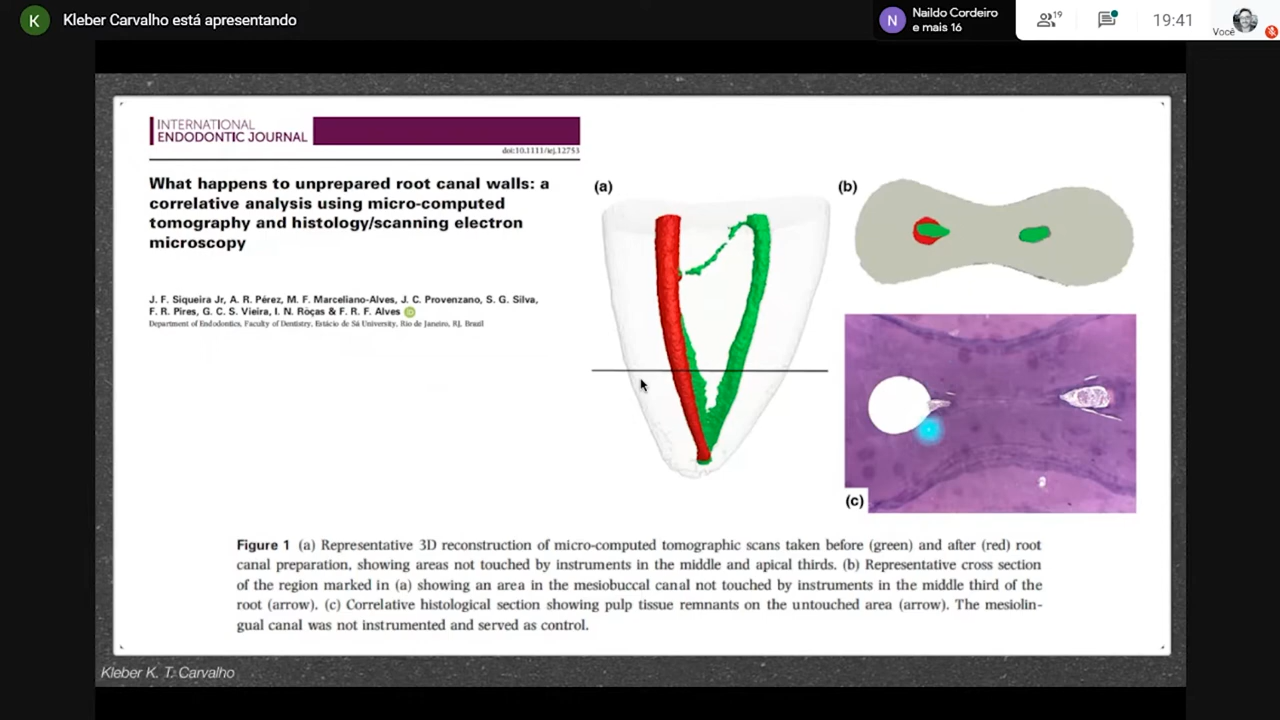 K
Kleber Carvalho está apresentando
N
Naildo Cordeiro
e mais 16
19
19:41
Você
INTERNATIONAL
ENDODONTIC JOURNAL
doi:10.1111/iej.12753
What happens to unprepared root canal walls: a
correlative analysis using micro-computed
tomography and histology/scanning electron
microscopy
J. F. Siqueira Jr, A. R. Pérez, M. F. Marceliano-Alves, J. C. Provenzano, S. G. Silva,
F. R. Pires, G. C. S. Vieira, I. N. Rôças & F. R. F. Alves
Department of Endodontics, Faculty of Dentistry, Estácio de Sá University, Rio de Janeiro, RJ, Brazil
(a)
(b)
(c)
Figure 1 (a) Representative 3D reconstruction of micro-computed tomographic scans taken before (green) and after (red) root
canal preparation, showing areas not touched by instruments in the middle and apical thirds. (b) Representative cross section
of the region marked in (a) showing an area in the mesiobuccal canal not touched by instruments in the middle third of the
root (arrow). (c) Correlative histological section showing pulp tissue remnants on the untouched area (arrow). The mesiolin-
gual canal was not instrumented and served as control.
Kleber K. T. Carvalho